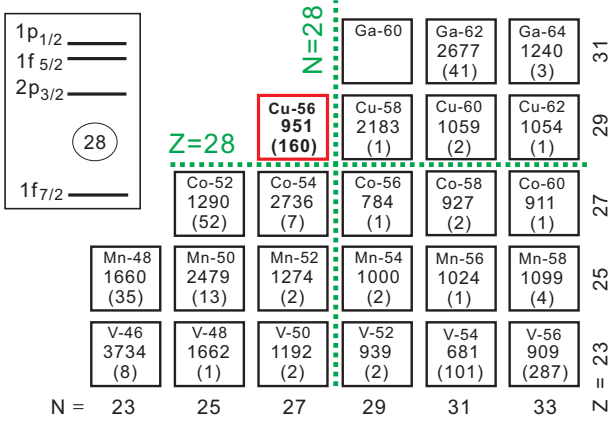 1p1/2
1f 5/2
2p3/2
28
1f7/2
N=28
Z=28
Ga-60
Ga-62
2677
(41)
Ga-64
1240
(3)
31
Cu-56
951
(160)
Cu-58
2183
(1)
Cu-60
1059
(2)
Cu-62
1054
(1)
29
Co-52
1290
(52)
Co-54
2736
(7)
Co-56
784
(1)
Co-58
927
(2)
Co-60
911
(1)
27
Mn-48
1660
(35)
Mn-50
2479
(13)
Mn-52
1274
(2)
Mn-54
1000
(2)
Mn-56
1024
(1)
Mn-58
1099
(4)
25
V-46
3734
(8)
V-48
1662
(1)
V-50
1192
(2)
V-52
939
(2)
V-54
681
(101)
V-56
909
(287)
Z = 23
N = 23 25 27 29 31 33